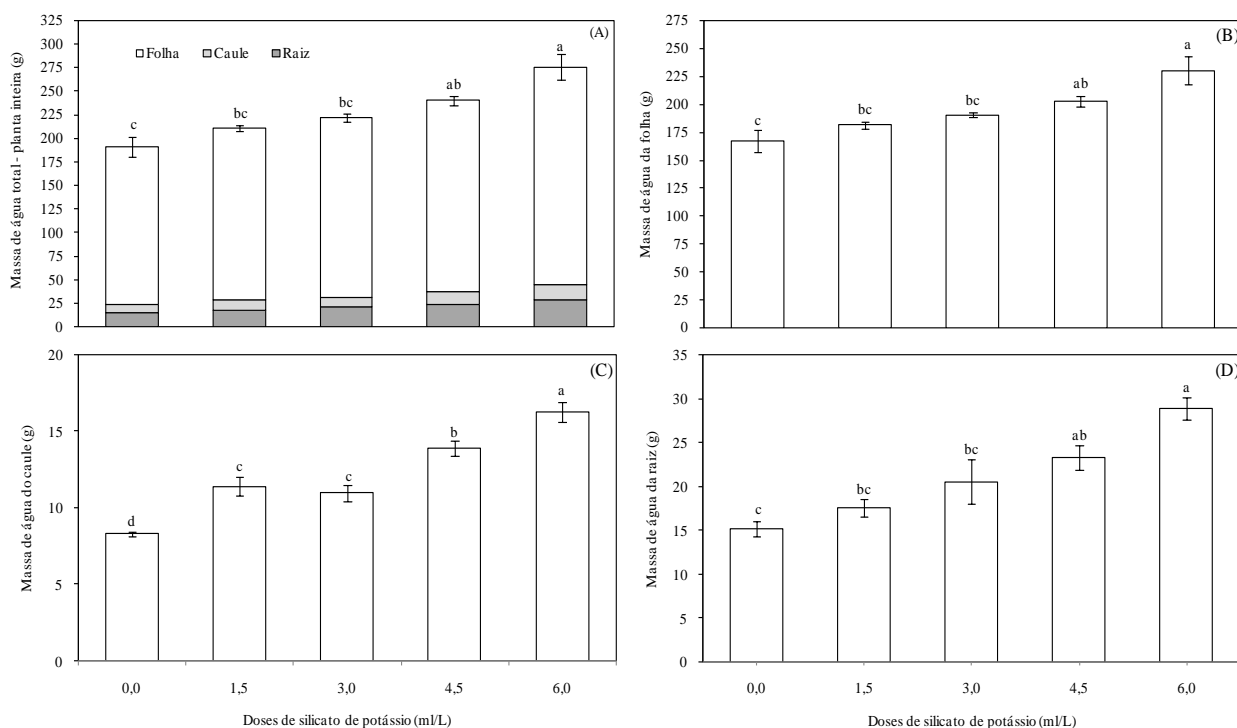 (A)
Folha Caule Raiz
Massa de água total - planta inteira (g)
325
300
275
250
225
200
175
150
125
100
75
50
25
0
c
bc
bc
ab
a
(B)
Massa de água da folha (g)
275
250
225
200
175
150
125
100
75
50
25
0
c
bc
bc
ab
a
(C)
Massa de água do caule (g)
20
15
10
5
0
d
c
c
b
a
0,0 1,5 3,0 4,5 6,0
Doses de silicato de potássio (ml/L)
(D)
Massa de água da raiz (g)
35
30
25
20
15
10
5
0
c
bc
bc
ab
a
0,0 1,5 3,0 4,5 6,0
Doses de silicato de potássio (ml/L)